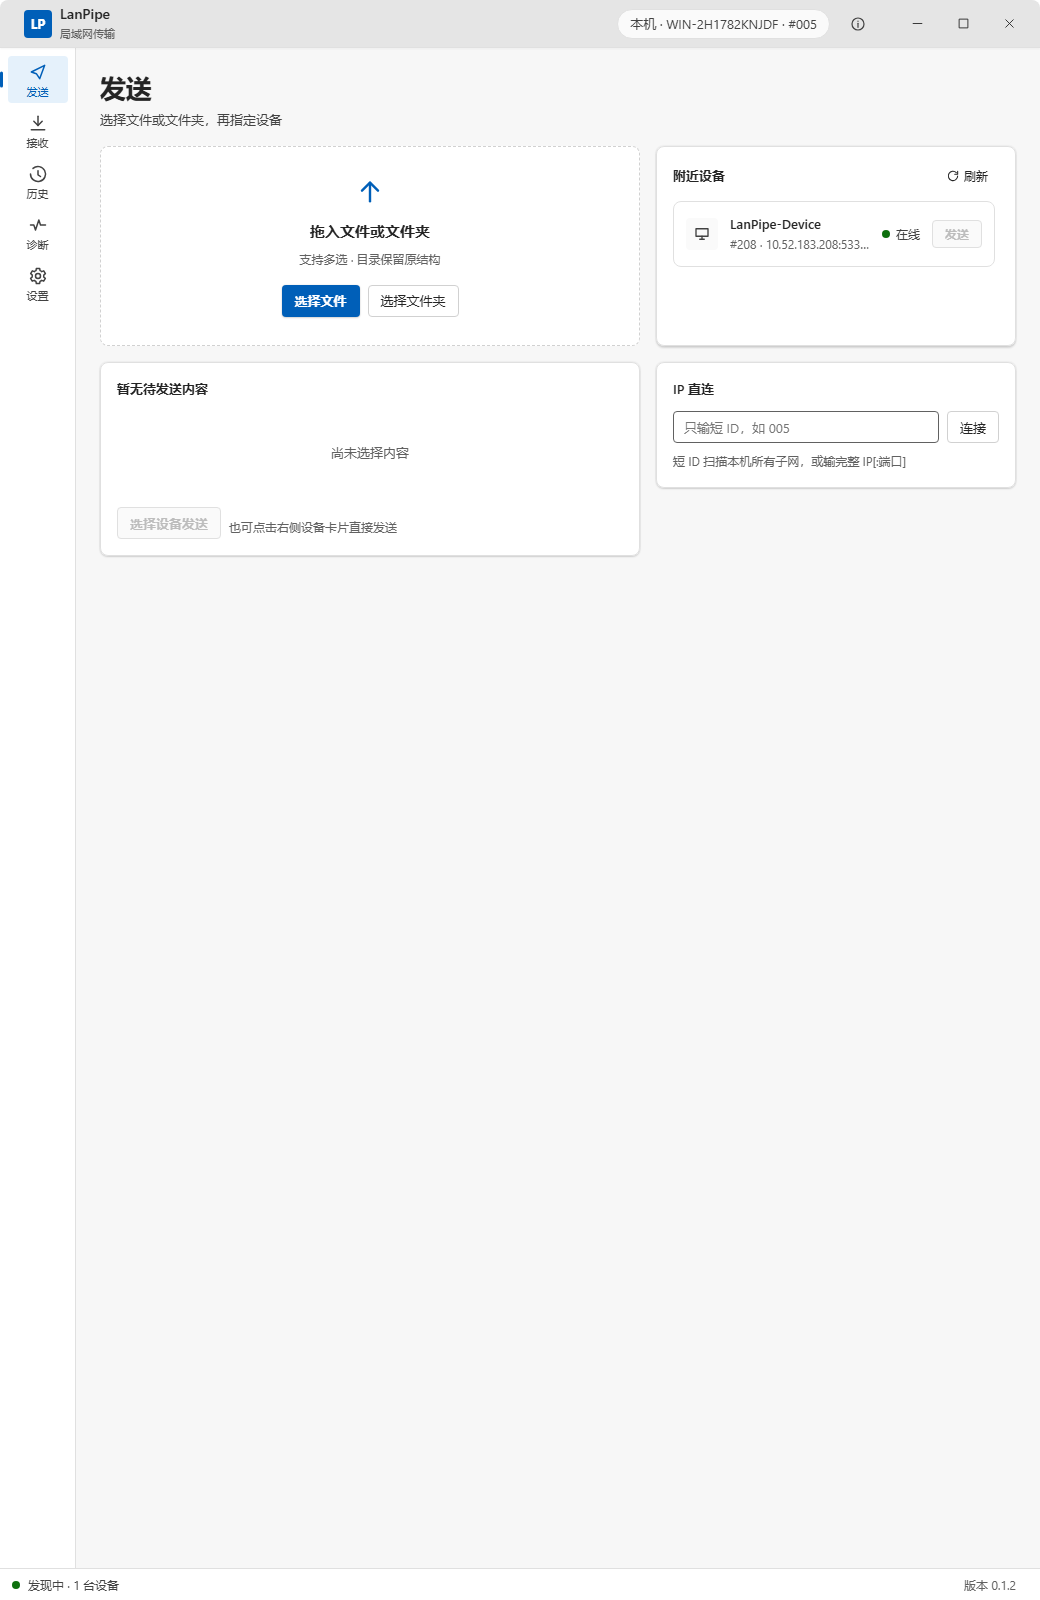 LP
LanPipe
局域网传输
本机 · WIN-2H1782KNJDF · #005
发送
接收
历史
诊断
设置
发送
选择文件或文件夹，再指定设备
拖入文件或文件夹
支持多选 · 目录保留原结构
选择文件
选择文件夹
附近设备
刷新
LanPipe-Device
#208 · 10.52.183.208:533...
在线
发送
暂无待发送内容
尚未选择内容
选择设备发送
也可点击右侧设备卡片直接发送
IP 直连
只输短 ID，如 005
连接
短 ID 扫描本机所有子网，或输完整 IP[:端口]
发现中 · 1 台设备
版本 0.1.2